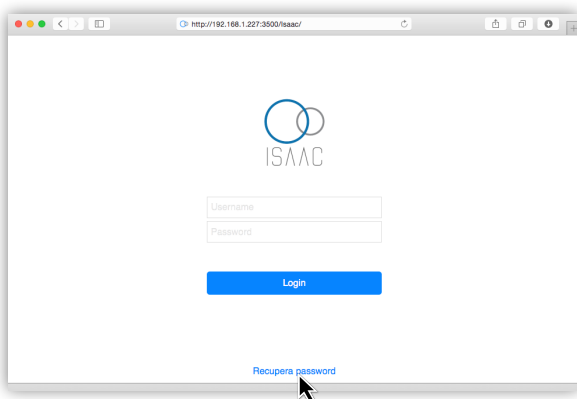 http://192.168.1.227:3500/Isaac/
ISAAC
Username
Password
Login
Recupera password